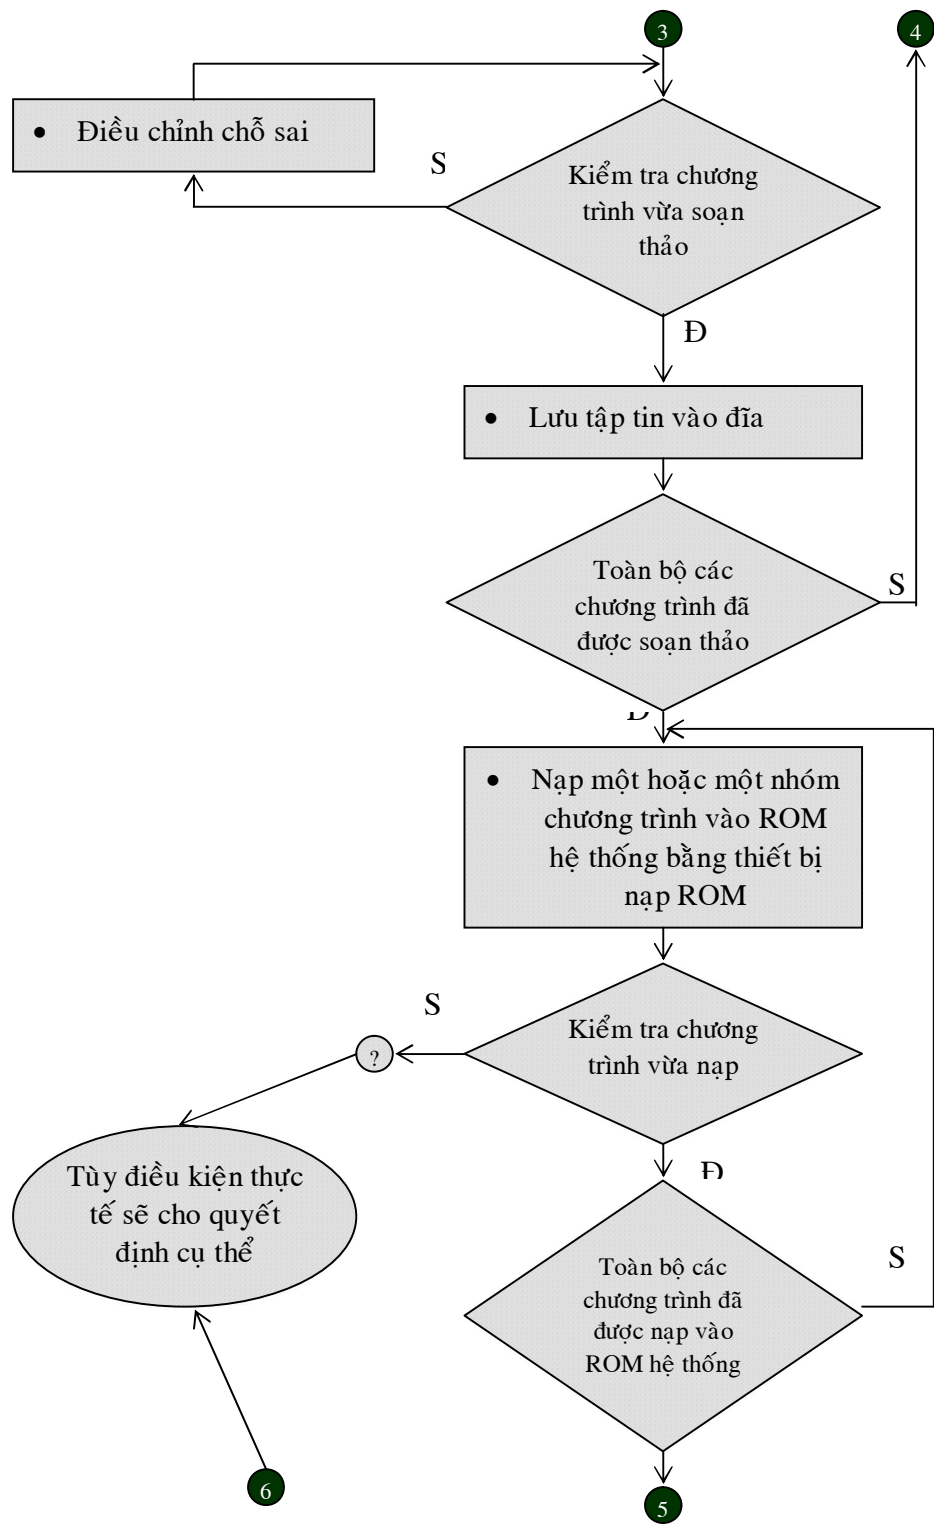 3
4
• Điều chỉnh chỗ sai
S
Kiểm tra chương
trình vừa soạn
thảo
Đ
• Lưu tập tin vào đĩa
Toàn bộ các
chương trình đã
được soạn thảo
S
Đ
• Nạp một hoặc một nhóm
chương trình vào ROM
hệ thống bằng thiết bị
nạp ROM
S
Kiểm tra chương
trình vừa nạp
?
Đ
Tùy điều kiện thực
tế sẽ cho quyết
định cụ thể
Toàn bộ các
chương trình đã
được nạp vào
ROM hệ thống
S
6
5